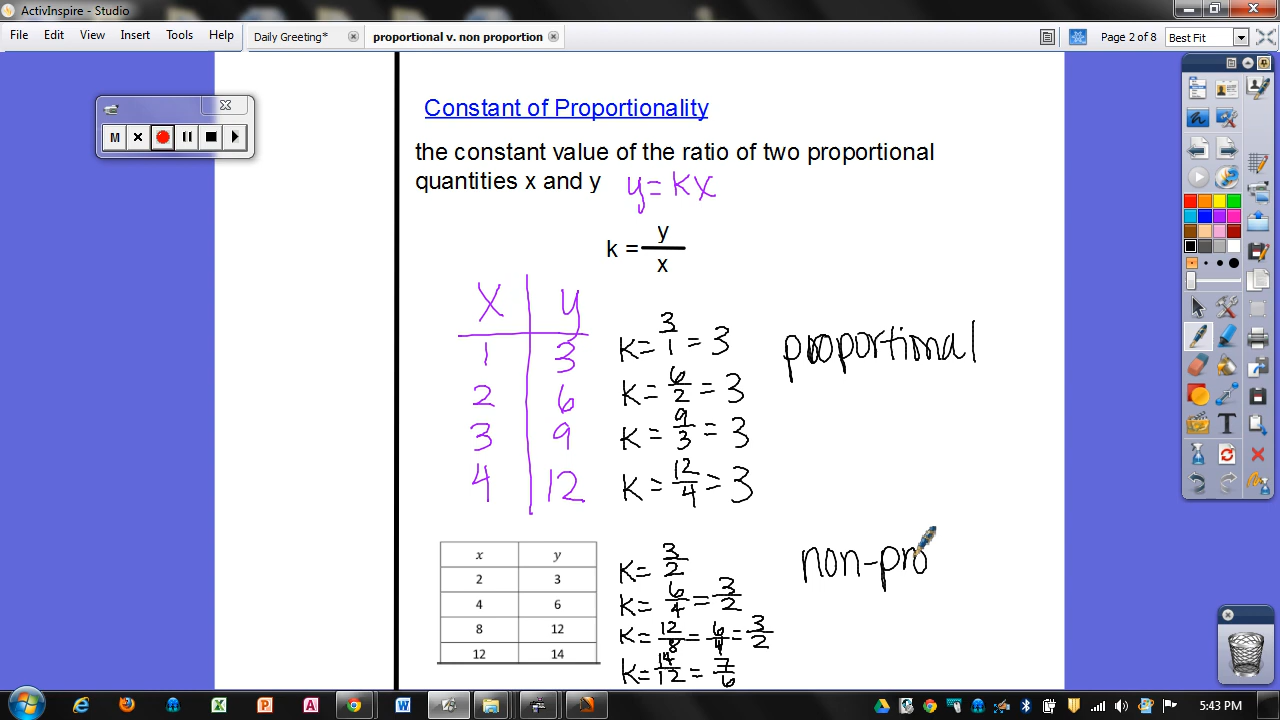 ActivInspire - Studio
File Edit View Insert Tools Help
Daily Greeting*
proportional v. non proportion
Page 2 of 8
Best Fit
M
Constant of Proportionality
the constant value of the ratio of two proportional
quantities x and y y = kx
k = y/x
x y
1 3 K = 3/1 = 3 proportional
2 6 K = 6/2 = 3
3 9 K = 9/3 = 3
4 12 K = 12/4 = 3
x y
2 3 K = 3/2 non-pro
4 6 K = 6/4 = 3/2
8 12 K = 12/8 = 6/4 = 3/2
12 14 K = 14/12 = 7/6
5:43 PM